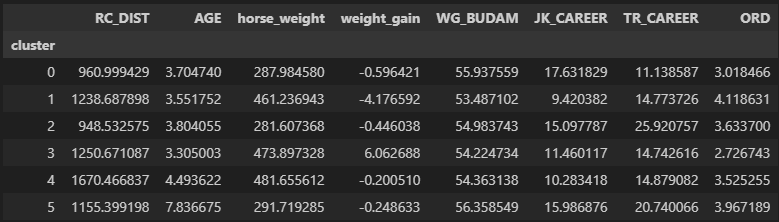 RC_DIST AGE horse_weight weight_gain WG_BUDAM JK_CAREER TR_CAREER ORD
cluster
0 960.999429 3.704740 287.984580 -0.596421 55.937559 17.631829 11.138587 3.018466
1 1238.687898 3.551752 461.236943 -4.176592 53.487102 9.420382 14.773726 4.118631
2 948.532575 3.804055 281.607368 -0.446038 54.983743 15.097787 25.920757 3.633700
3 1250.671087 3.305003 473.897328 6.062688 54.224734 11.460117 14.742616 2.726743
4 1670.466837 4.493622 481.655612 -0.200510 54.363138 10.283418 14.879082 3.525255
5 1155.399198 7.836675 291.719285 -0.248633 56.358549 15.986876 20.740066 3.967189